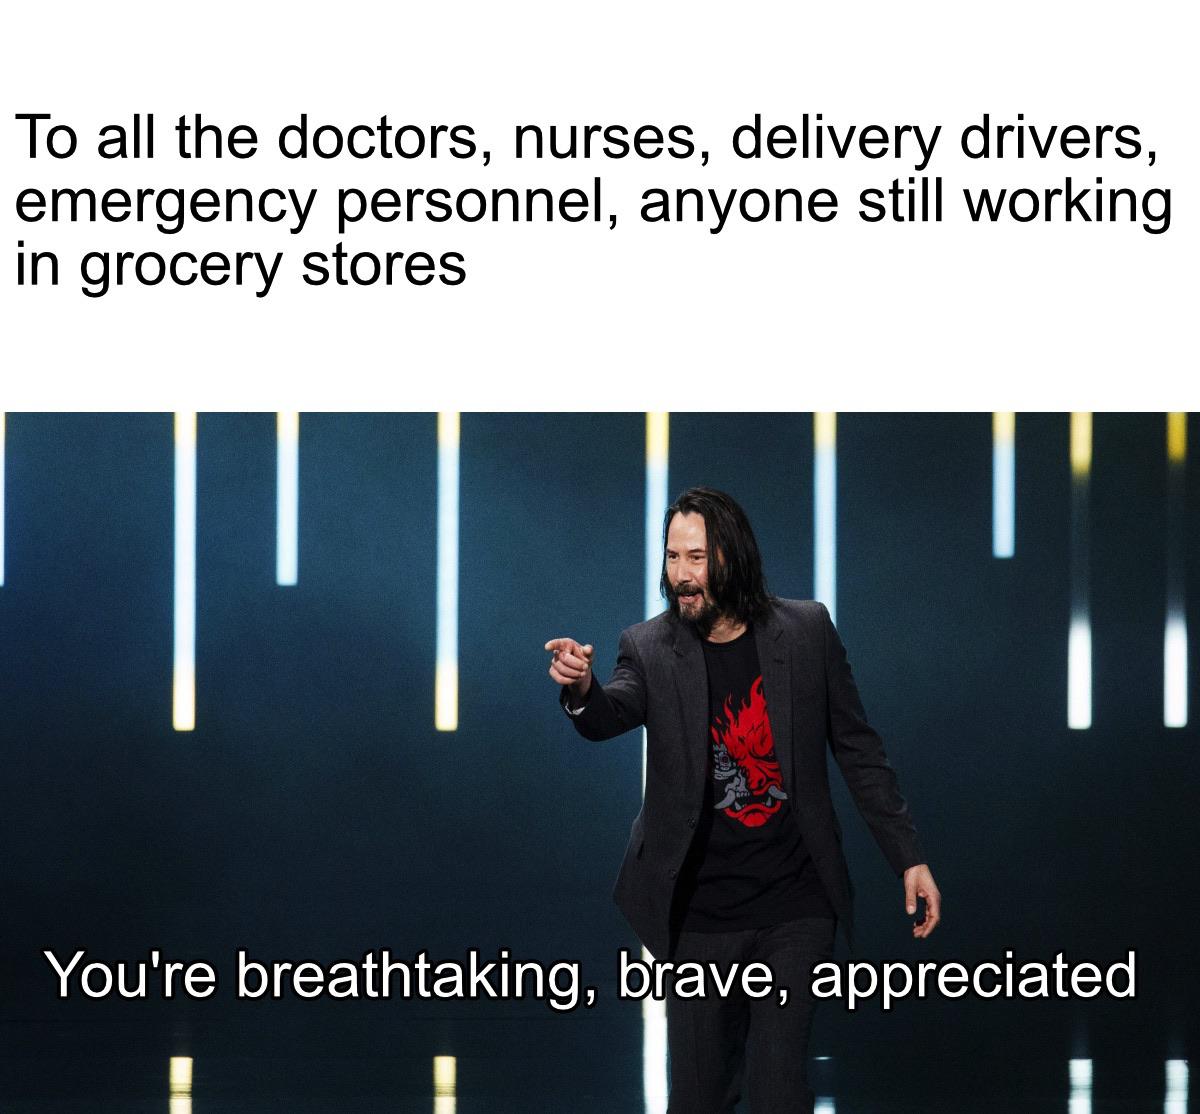 To all the doctors, nurses, delivery drivers,
emergency personnel, anyone still working
in grocery stores
You're breathtaking, brave, appreciated